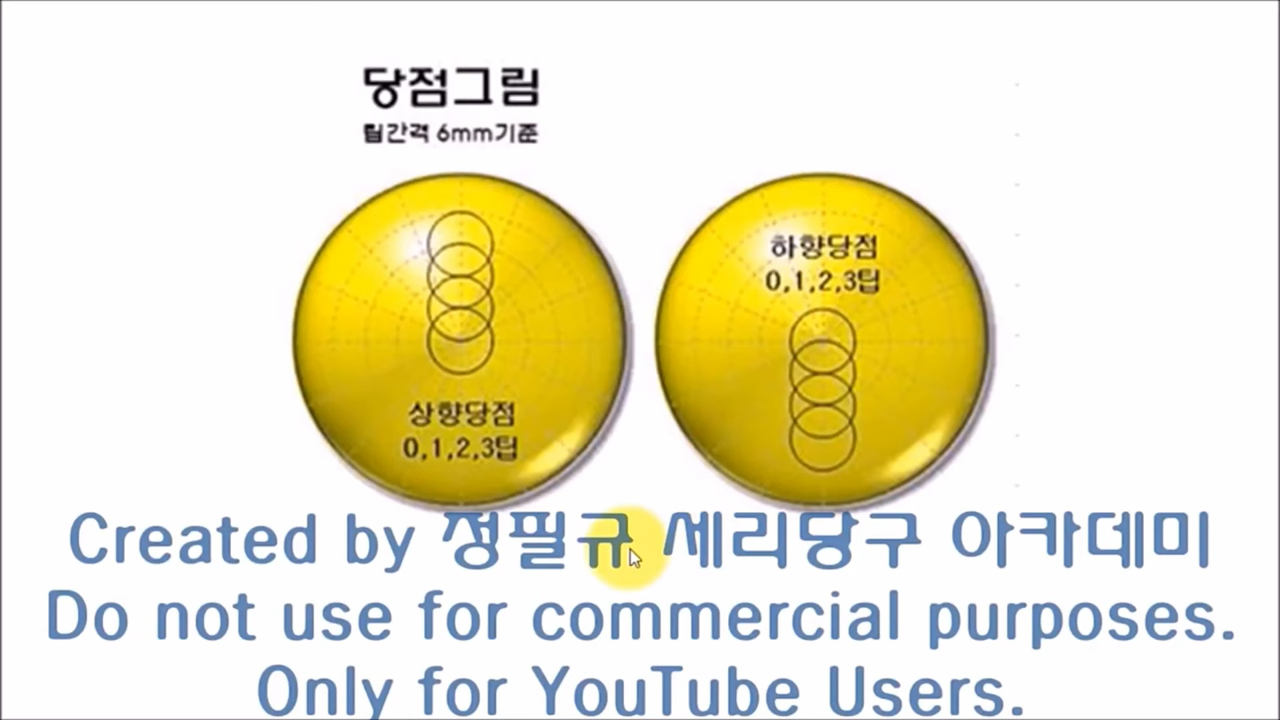 당점그림
팁간격 6mm기준
하향당점
0,1,2,3팁
상향당점
0,1,2,3팁
Created by 정필규 세리당구 아카데미
Do not use for commercial purposes.
Only for YouTube Users.